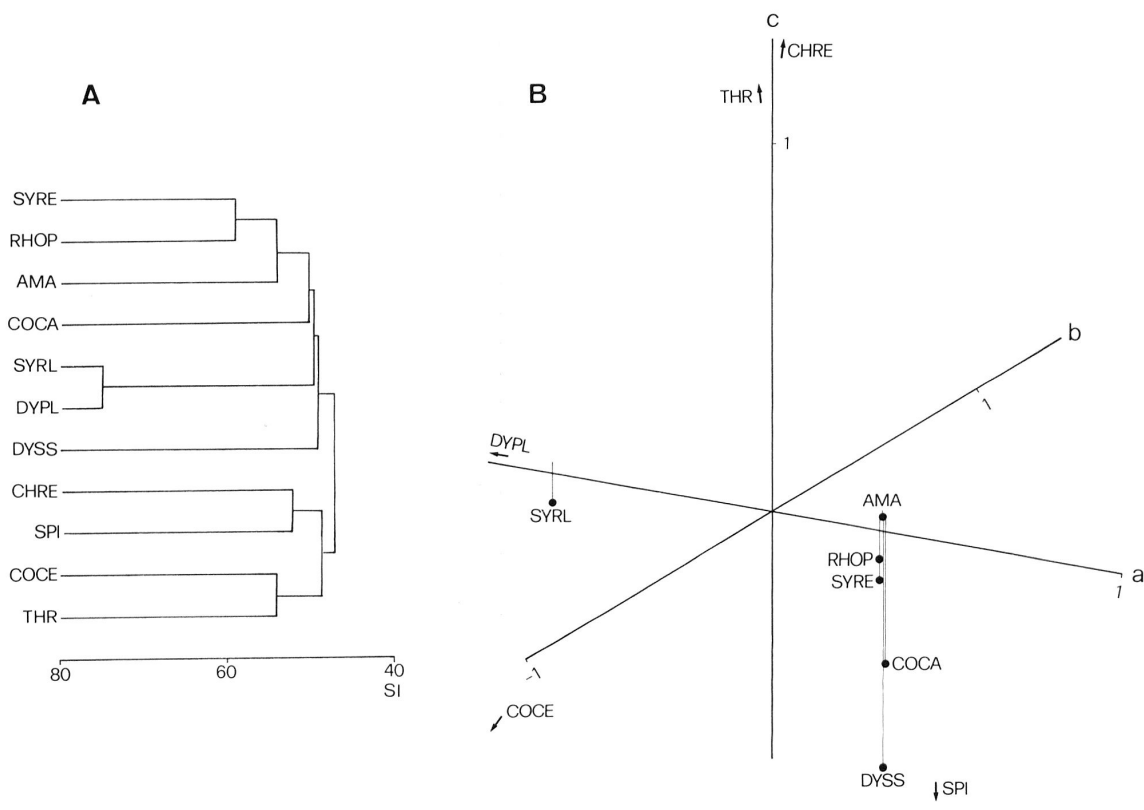 A
SYRE
RHOP
AMA
COCA
SYRL
DYPL
DYSS
CHRE
SPI
COCE
THR
80 60 40
SI
B
c
CHRE
THR
1
b
1
DYPL
SYRL
AMA
RHOP
SYRE
a
1
COCA
-1
COCE
DYSS
SPI